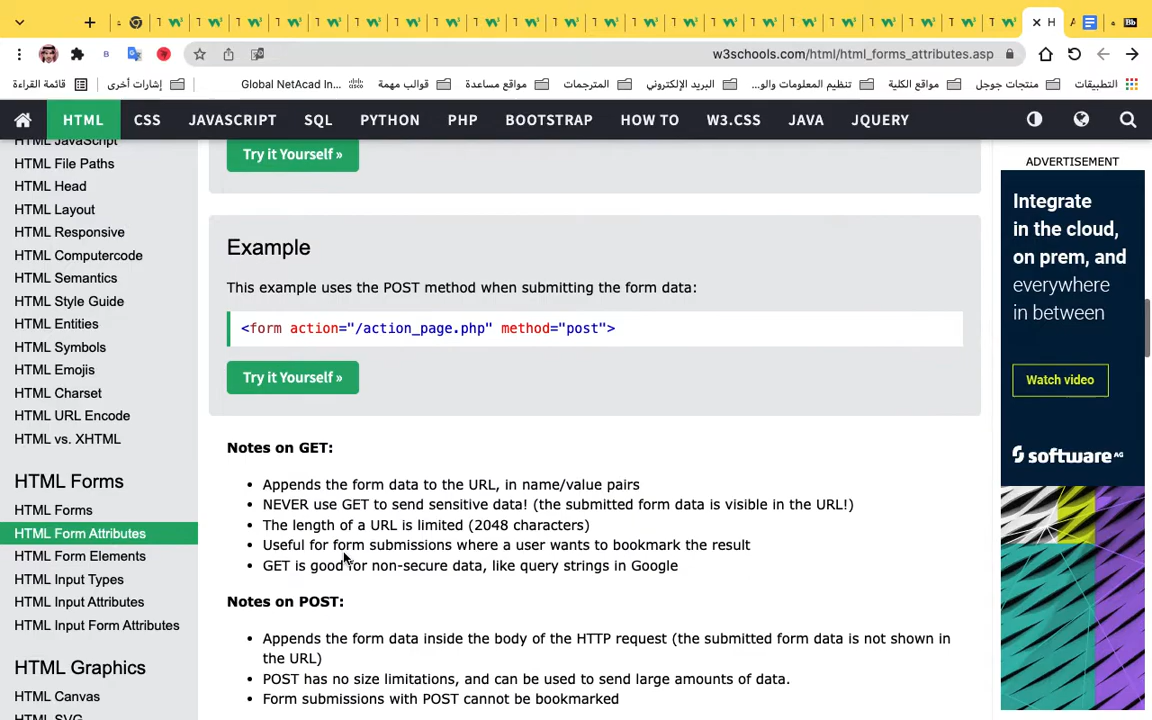 w3schools.com/html/html_forms_attributes.asp
التطبيقات
منتجات جوجل
مواقع الكلية
تنظيم المعلومات والو...
البريد الإلكتروني
المترجمات
مواقع مساعدة
قوالب مهمة
Global NetAcad In...
إشارات أخرى
قائمة القراءة
HTML
CSS
JAVASCRIPT
SQL
PYTHON
PHP
BOOTSTRAP
HOW TO
W3.CSS
JAVA
JQUERY
HTML JavaScript
HTML File Paths
HTML Head
HTML Layout
HTML Responsive
HTML Computercode
HTML Semantics
HTML Style Guide
HTML Entities
HTML Symbols
HTML Emojis
HTML Charset
HTML URL Encode
HTML vs. XHTML
HTML Forms
HTML Forms
HTML Form Attributes
HTML Form Elements
HTML Input Types
HTML Input Attributes
HTML Input Form Attributes
HTML Graphics
HTML Canvas
HTML SVG
Try it Yourself »
Example
This example uses the POST method when submitting the form data:
<form action="/action_page.php" method="post">
Try it Yourself »
Notes on GET:
• Appends the form data to the URL, in name/value pairs
• NEVER use GET to send sensitive data! (the submitted form data is visible in the URL!)
• The length of a URL is limited (2048 characters)
• Useful for form submissions where a user wants to bookmark the result
• GET is good for non-secure data, like query strings in Google
Notes on POST:
• Appends the form data inside the body of the HTTP request (the submitted form data is not shown in
the URL)
• POST has no size limitations, and can be used to send large amounts of data.
• Form submissions with POST cannot be bookmarked
ADVERTISEMENT
Integrate
in the cloud,
on prem, and
everywhere
in between
Watch video
software AG